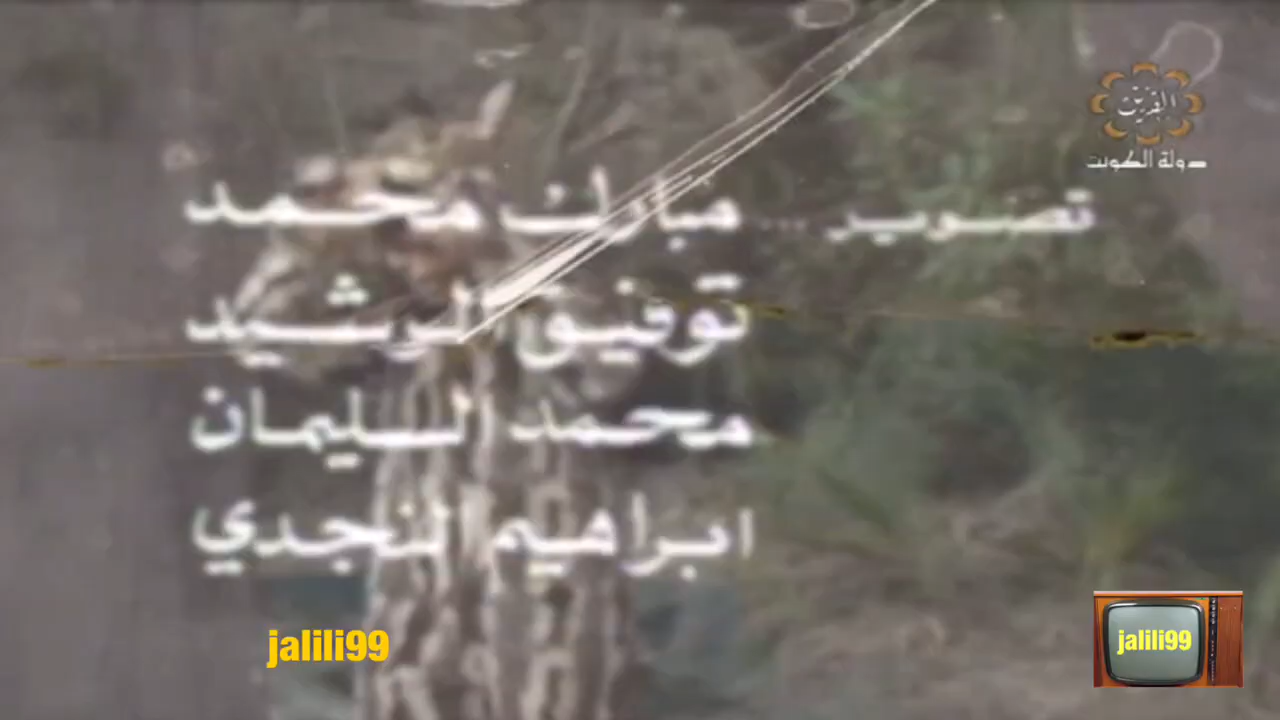 القرين
دولة الكويت
تصوير ... مبارك محمد
توفيق الرشيد
محمد السليمان
ابراهيم النجدي
jalili99
jalili99